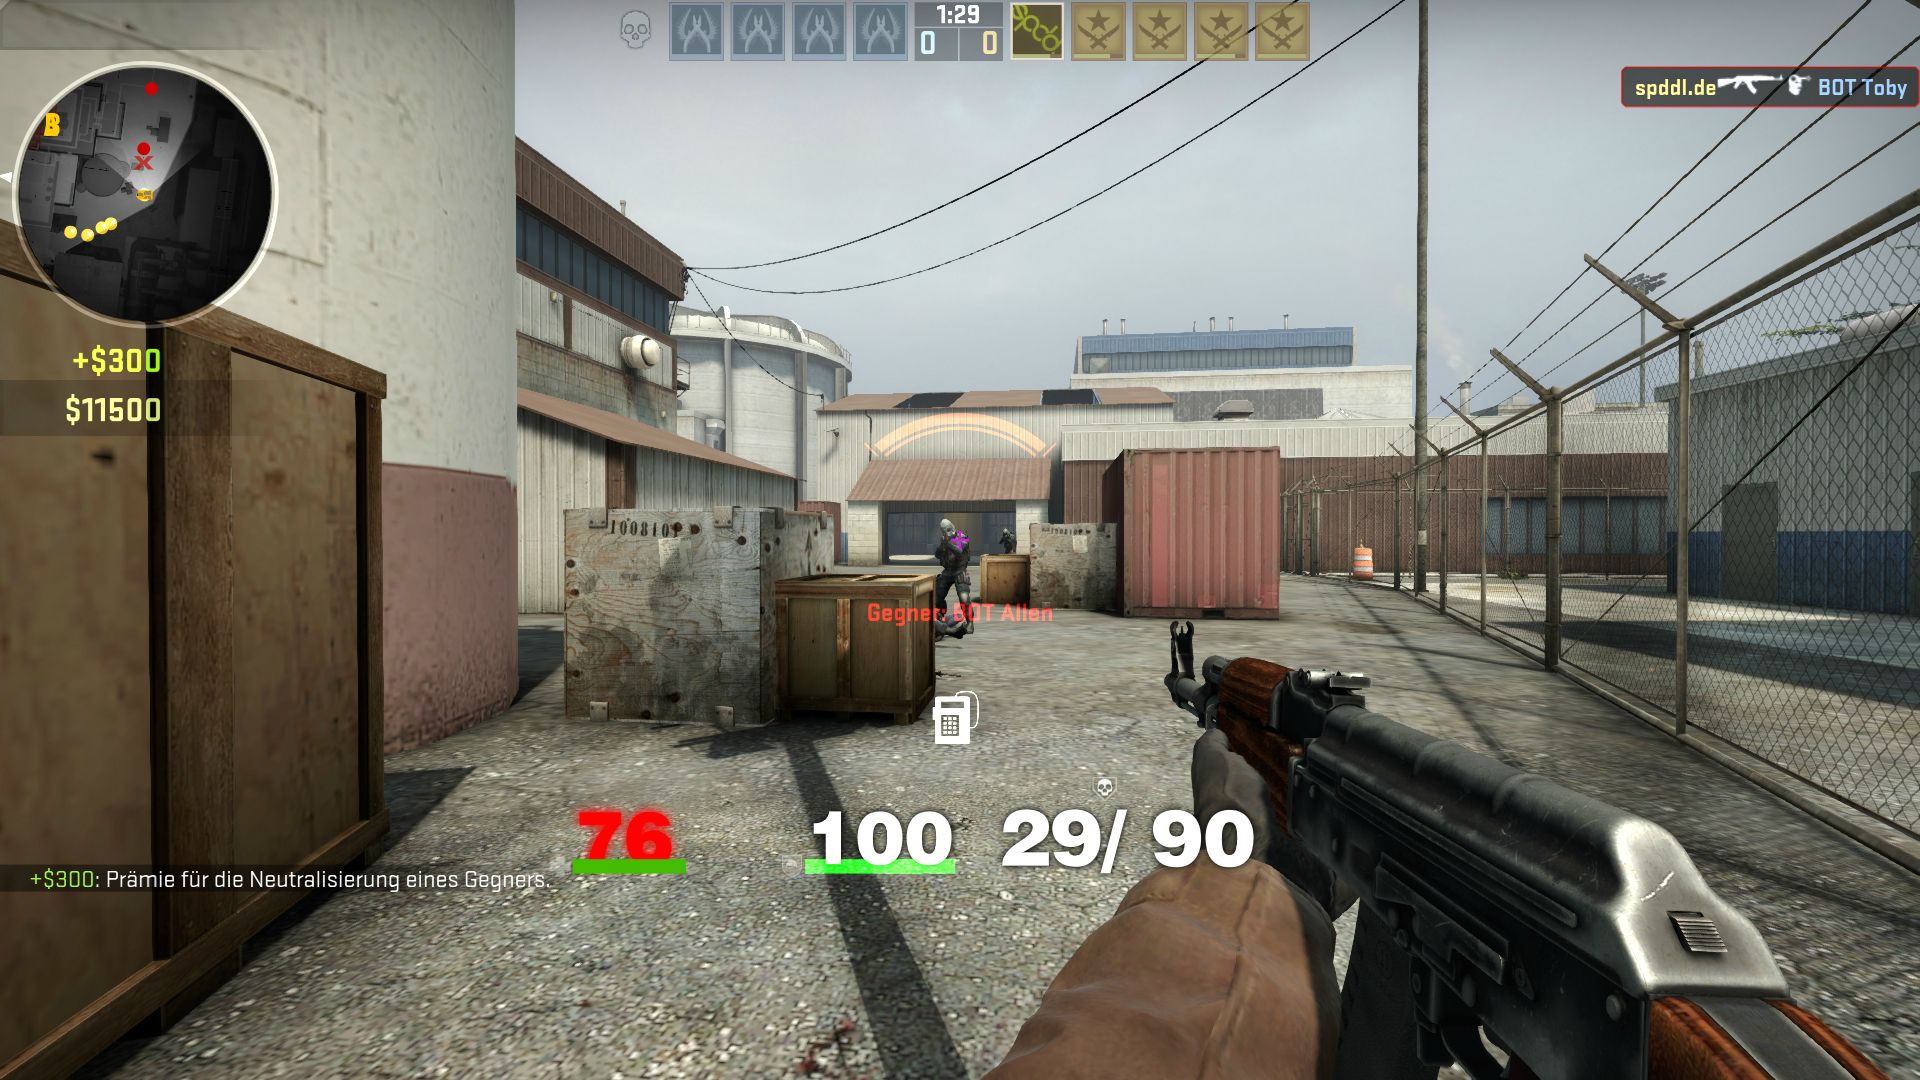 1:29
0 0
spddl.de BOT Toby
B
+$300
$11500
Gegner: BOT Allen
76 100 29/ 90
+$300: Prämie für die Neutralisierung eines Gegners.